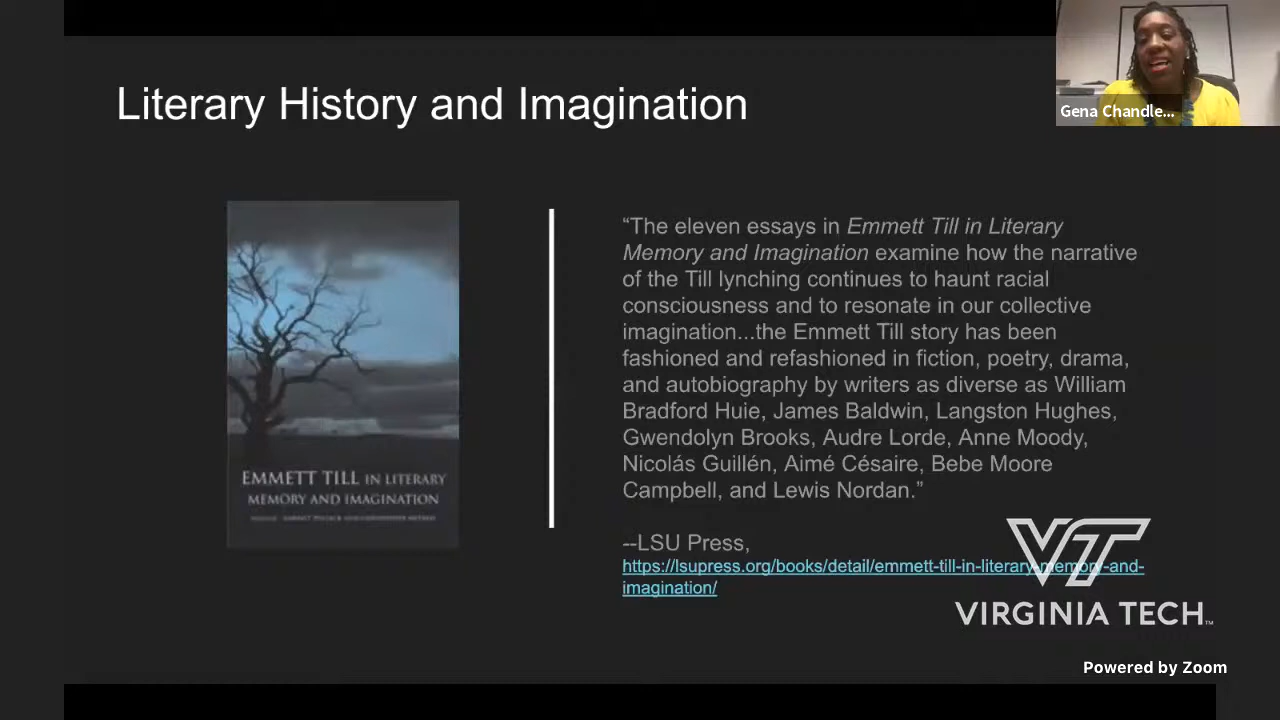 Literary History and Imagination
Gena Chandle...
EMMETT TILL IN LITERARY
MEMORY AND IMAGINATION
“The eleven essays in Emmett Till in Literary
Memory and Imagination examine how the narrative
of the Till lynching continues to haunt racial
consciousness and to resonate in our collective
imagination...the Emmett Till story has been
fashioned and refashioned in fiction, poetry, drama,
and autobiography by writers as diverse as William
Bradford Huie, James Baldwin, Langston Hughes,
Gwendolyn Brooks, Audre Lorde, Anne Moody,
Nicolás Guillén, Aimé Césaire, Bebe Moore
Campbell, and Lewis Nordan.”
--LSU Press,
https://lsupress.org/books/detail/emmett-till-in-literary-memory-and-
imagination/
VT
VIRGINIA TECH™
Powered by Zoom